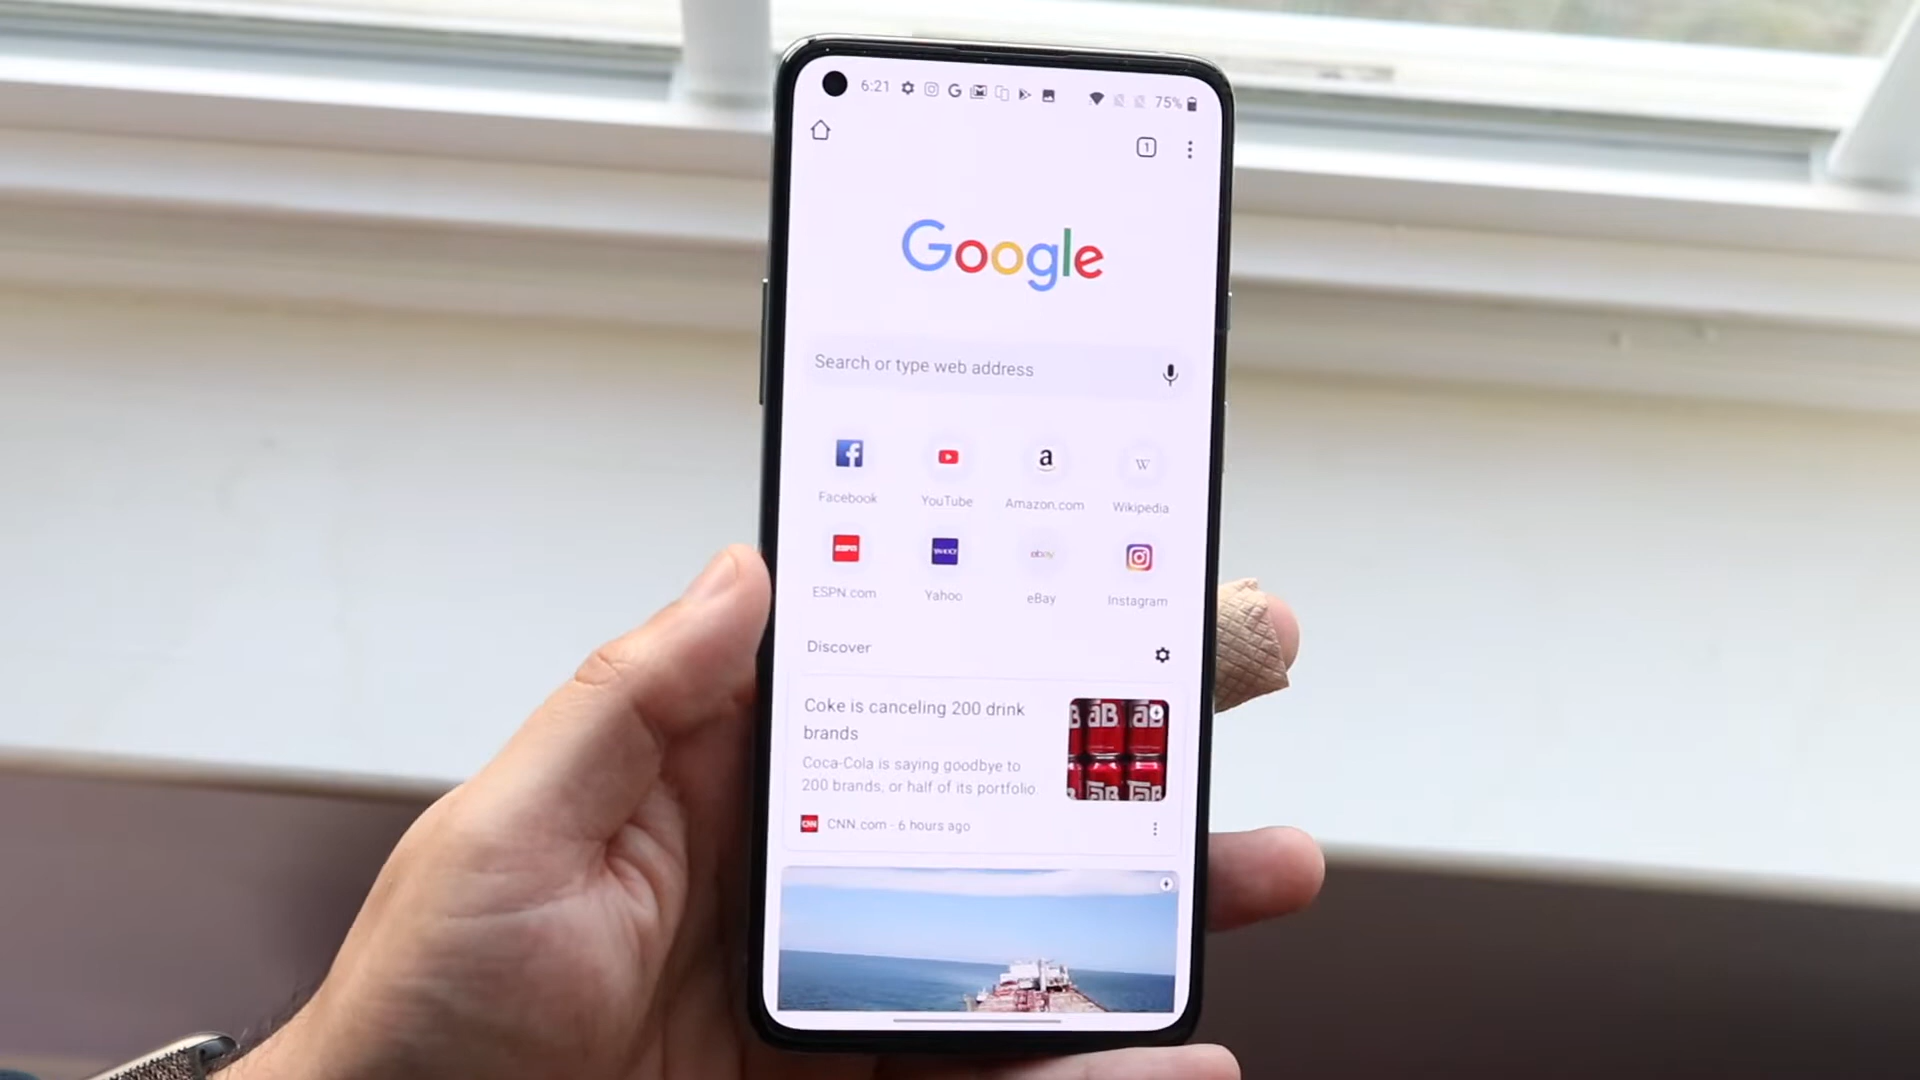 6:21
75%
1
Google
Search or type web address
Facebook
YouTube
Amazon.com
Wikipedia
ESPN.com
Yahoo
eBay
Instagram
Discover
Coke is canceling 200 drink
brands
Coca-Cola is saying goodbye to
200 brands, or half of its portfolio.
CNN.com - 6 hours ago